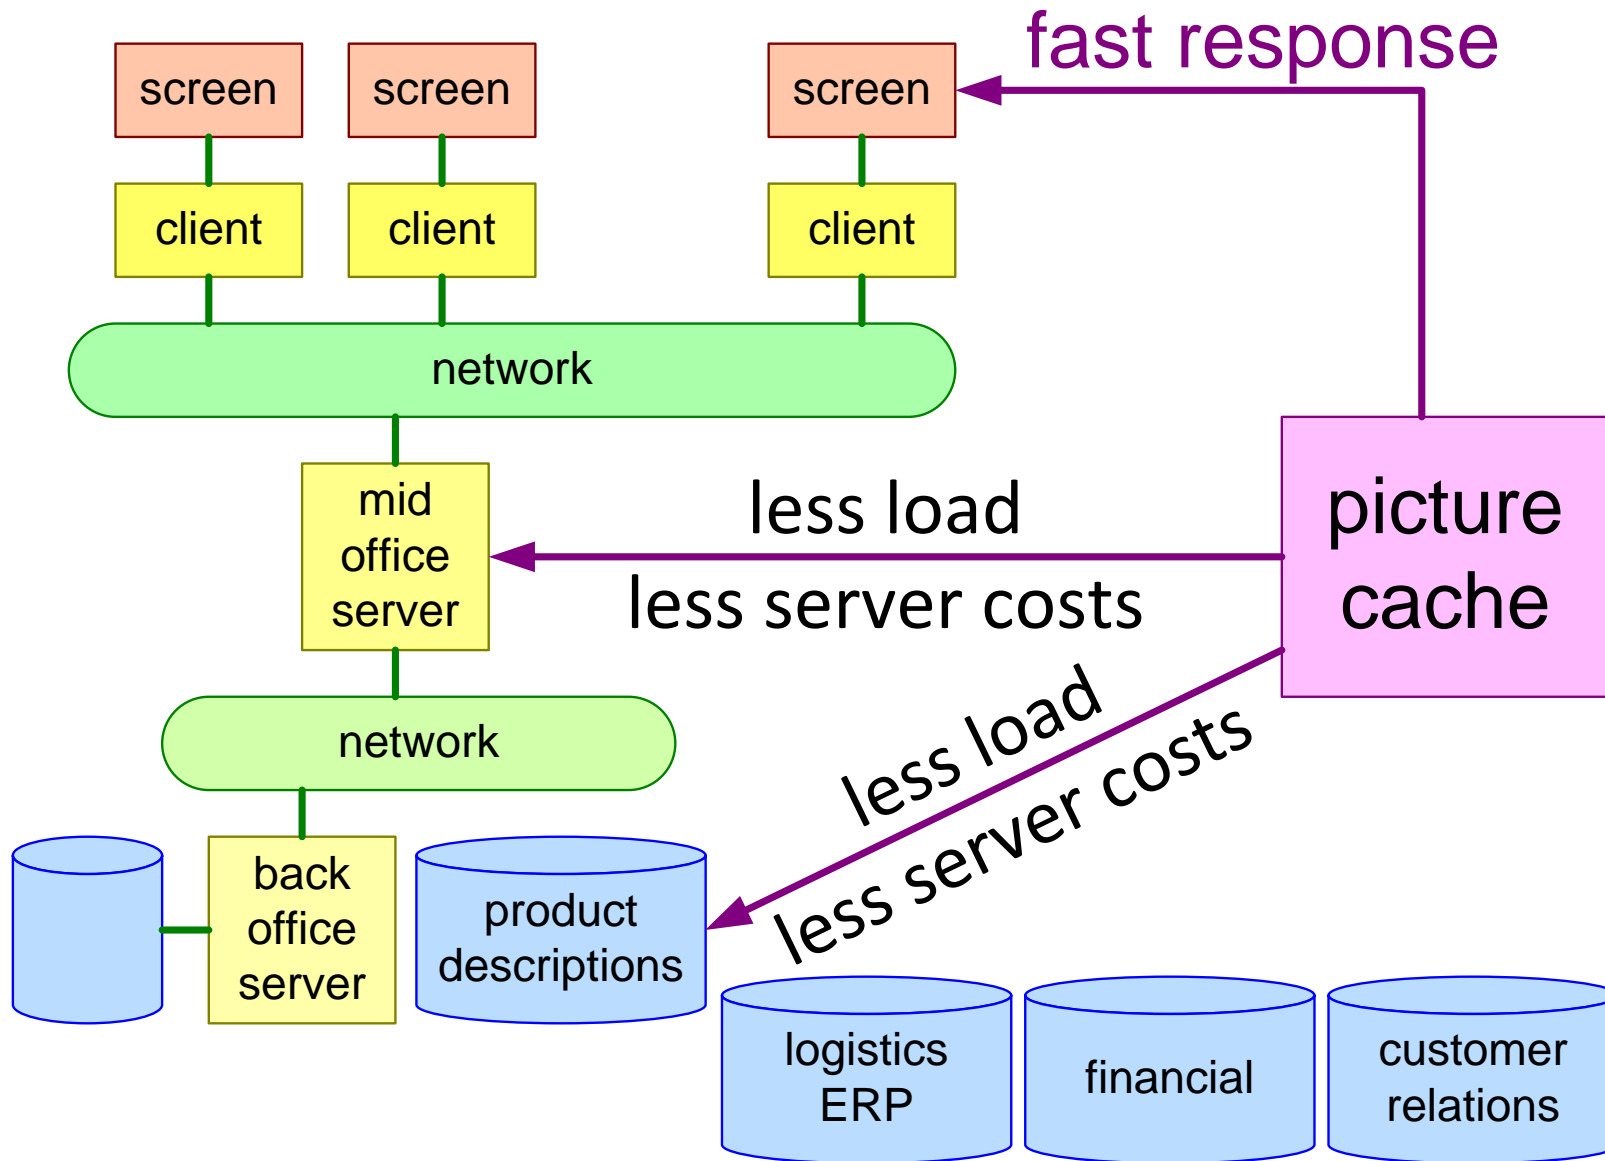 fast response
screen
screen
screen
client
client
client
network
mid
office
server
less load
less server costs
picture
cache
network
less load
less server costs
back
office
server
product
descriptions
logistics
ERP
financial
customer
relations